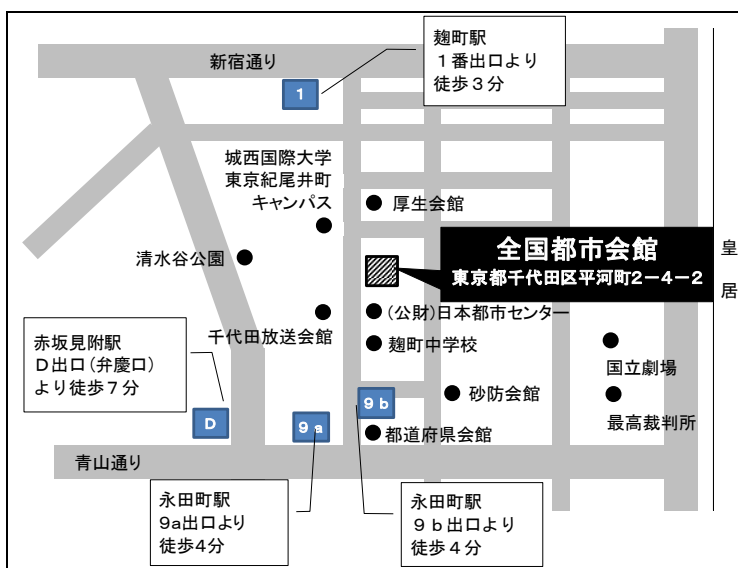 麹町駅
１番出口より
徒歩３分
新宿通り
1
城西国際大学
東京紀尾井町
キャンパス
厚生会館
全国都市会館
東京都千代田区平河町2－4－2
皇
居
清水谷公園
(公財)日本都市センター
千代田放送会館
麹町中学校
国立劇場
赤坂見附駅
Ｄ出口(弁慶口)
より徒歩７分
9ｂ
砂防会館
最高裁判所
D
9a
都道府県会館
青山通り
永田町駅
9a出口より
徒歩4分
永田町駅
９ｂ出口より
徒歩４分